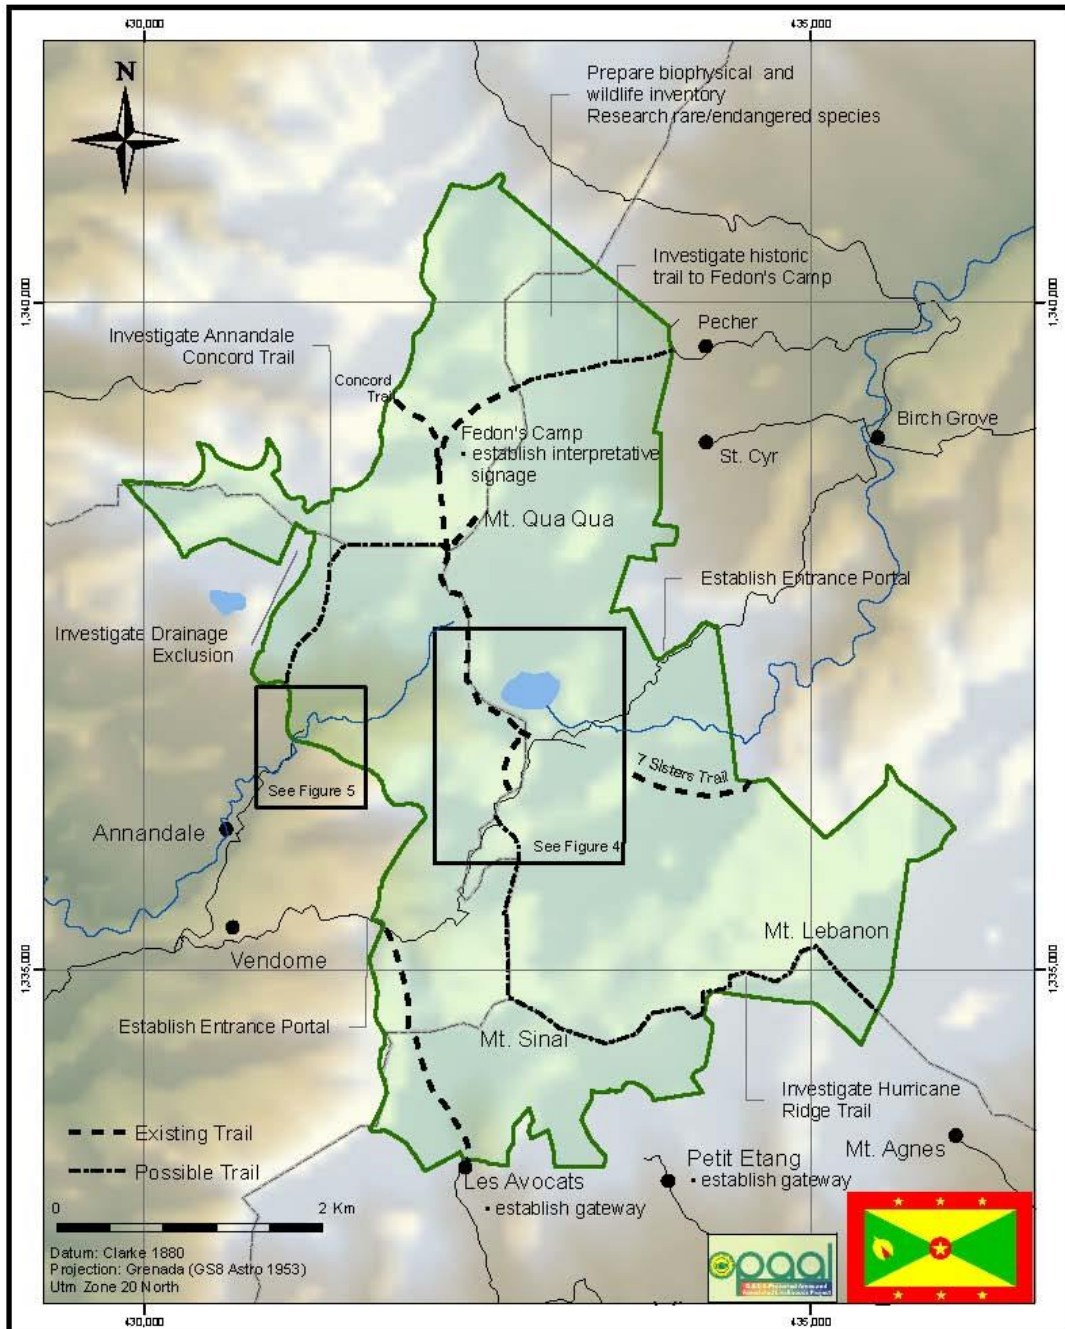 430,000
435,000
N
Prepare biophysical and
wildlife inventory
Research rare/endangered species
Investigate historic
trail to Fedon's Camp
1,340,000
1,340,000
Pecher
Investigate Annandale
Concord Trail
Concord
Trail
Birch Grove
Fedon's Camp
• establish interpretative
signage
St. Cyr
Mt. Qua Qua
Establish Entrance Portal
Investigate Drainage
Exclusion
7 Sisters Trail
See Figure 5
Annandale
See Figure 4
Mt. Lebanon
Vendome
1,335,000
1,335,000
Establish Entrance Portal
Mt. Sinai
Investigate Hurricane
Ridge Trail
Existing Trail
Mt. Agnes
Possible Trail
Petit Etang
• establish gateway
Les Avocats
• establish gateway
0 2 Km
Datum: Clarke 1880
Projection: Grenada (GS8 Astro 1953)
Utm Zone 20 North
opaal
430,000
435,000